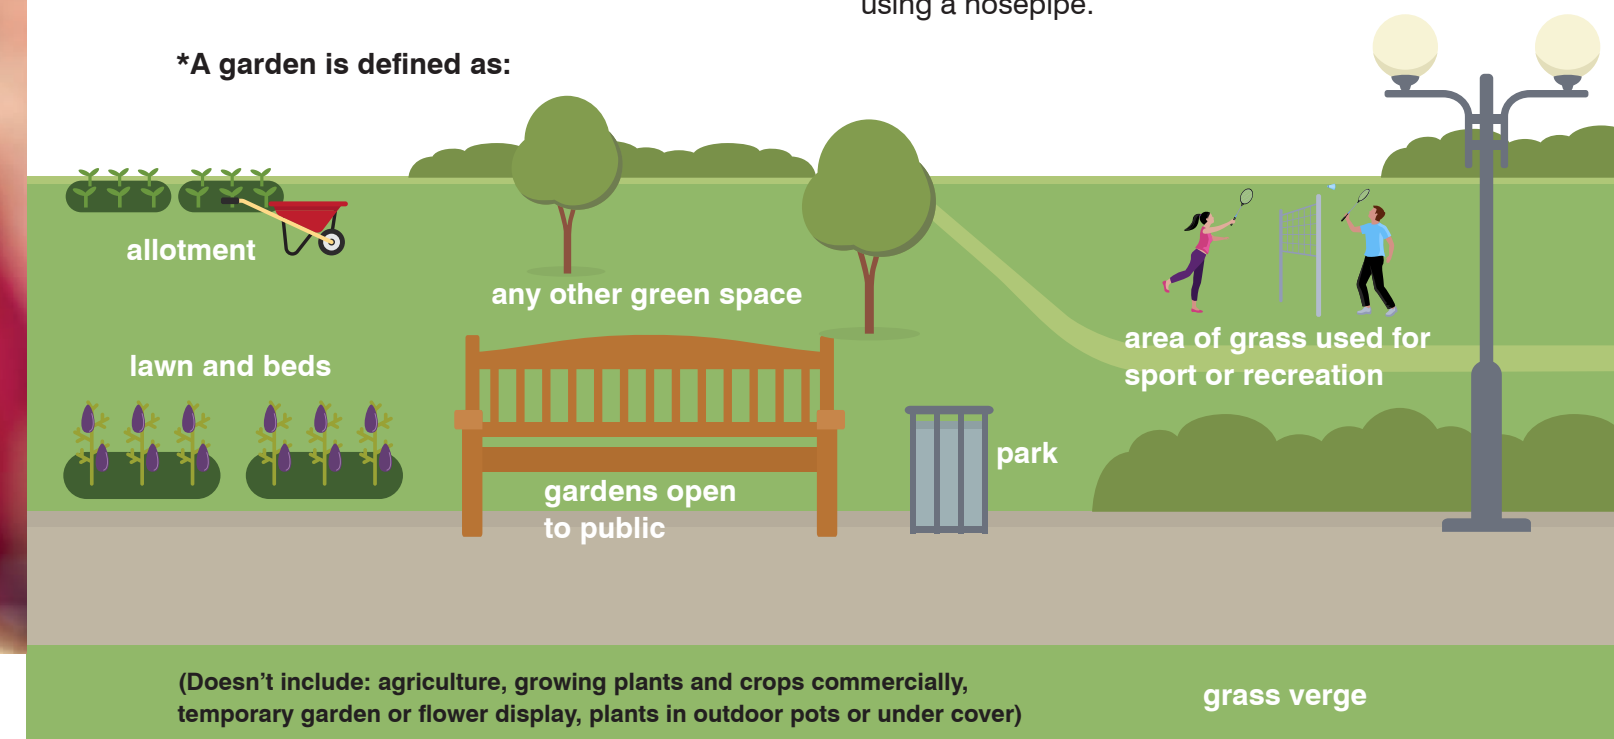 using a hosepipe.
*A garden is defined as:
allotment
any other green space
area of grass used for
sport or recreation
lawn and beds
park
gardens open
to public
(Doesn’t include: agriculture, growing plants and crops commercially,
temporary garden or flower display, plants in outdoor pots or under cover)
grass verge